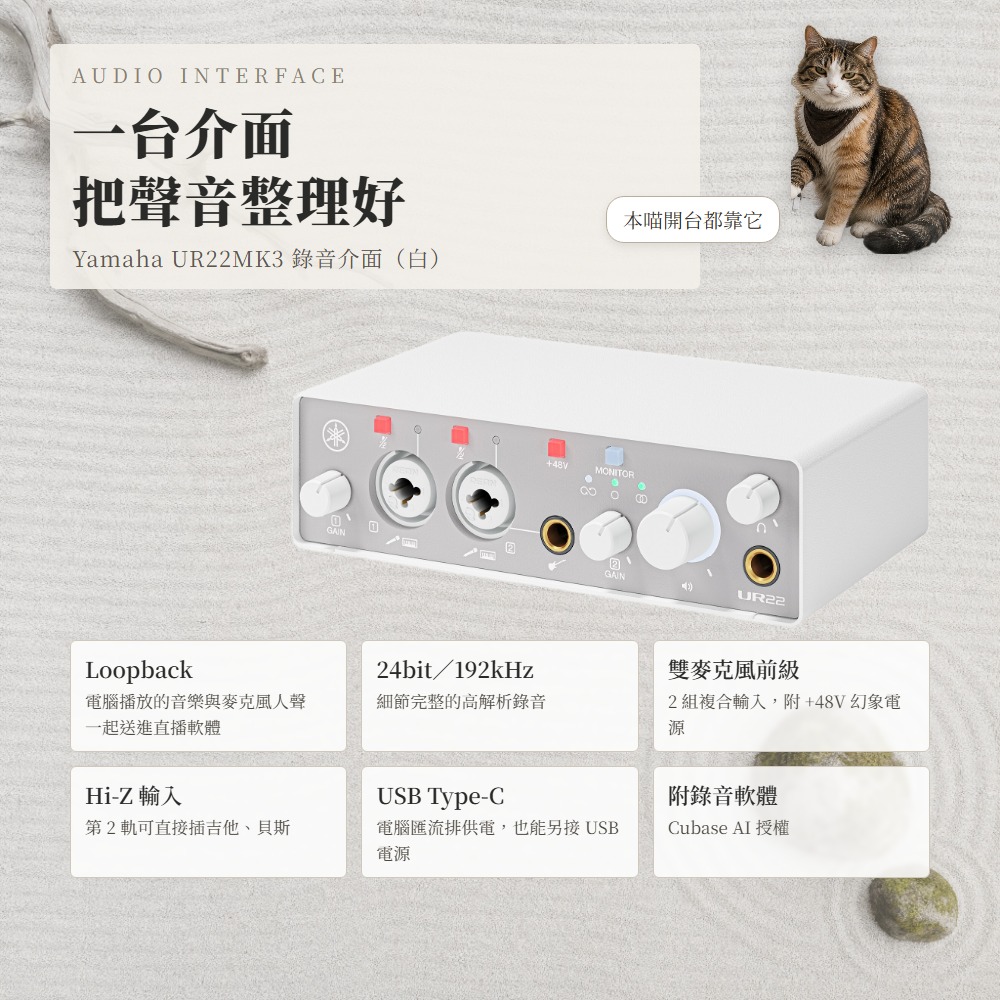 AUDIO INTERFACE
一台介面
把聲音整理好
Yamaha UR22MK3 錄音介面（白）
本喵開台都靠它
+48V
MONITOR
1
GAIN
1
2
2
GAIN
UR22
Loopback
電腦播放的音樂與麥克風人聲
一起送進直播軟體
24bit／192kHz
細節完整的高解析錄音
雙麥克風前級
2 組複合輸入，附 +48V 幻象電
源
Hi-Z 輸入
第 2 軌可直接插吉他、貝斯
USB Type-C
電腦匯流排供電，也能另接 USB
電源
附錄音軟體
Cubase AI 授權